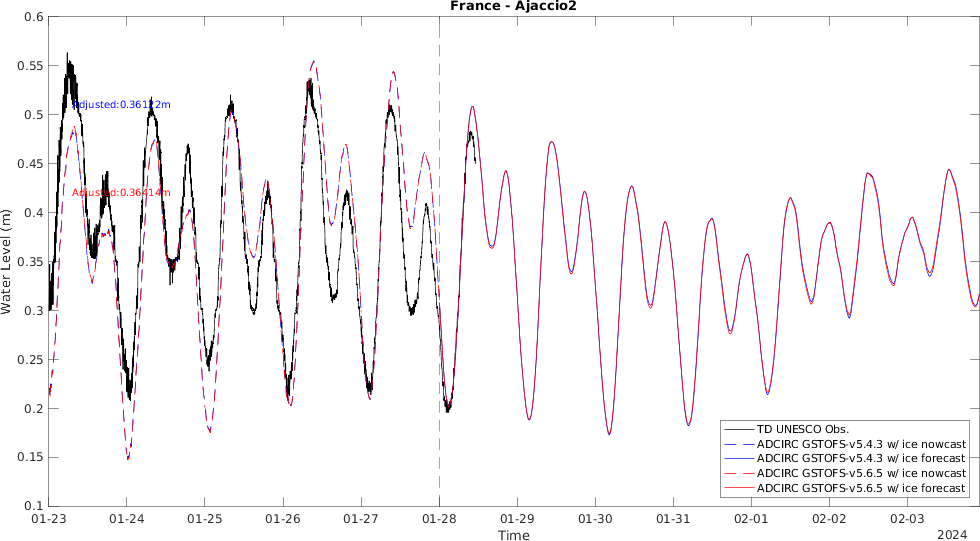 France - Ajaccio2
0.6
0.55
0.5
0.45
0.4
0.35
0.3
0.25
0.2
0.15
0.1
Water Level (m)
Adjusted:0.36122m
Adjusted:0.36414m
TD UNESCO Obs.
ADCIRC GSTOFS-v5.4.3 w/ ice nowcast
ADCIRC GSTOFS-v5.4.3 w/ ice forecast
ADCIRC GSTOFS-v5.6.5 w/ ice nowcast
ADCIRC GSTOFS-v5.6.5 w/ ice forecast
01-23 01-24 01-25 01-26 01-27 01-28 01-29 01-30 01-31 02-01 02-02 02-03
Time
2024